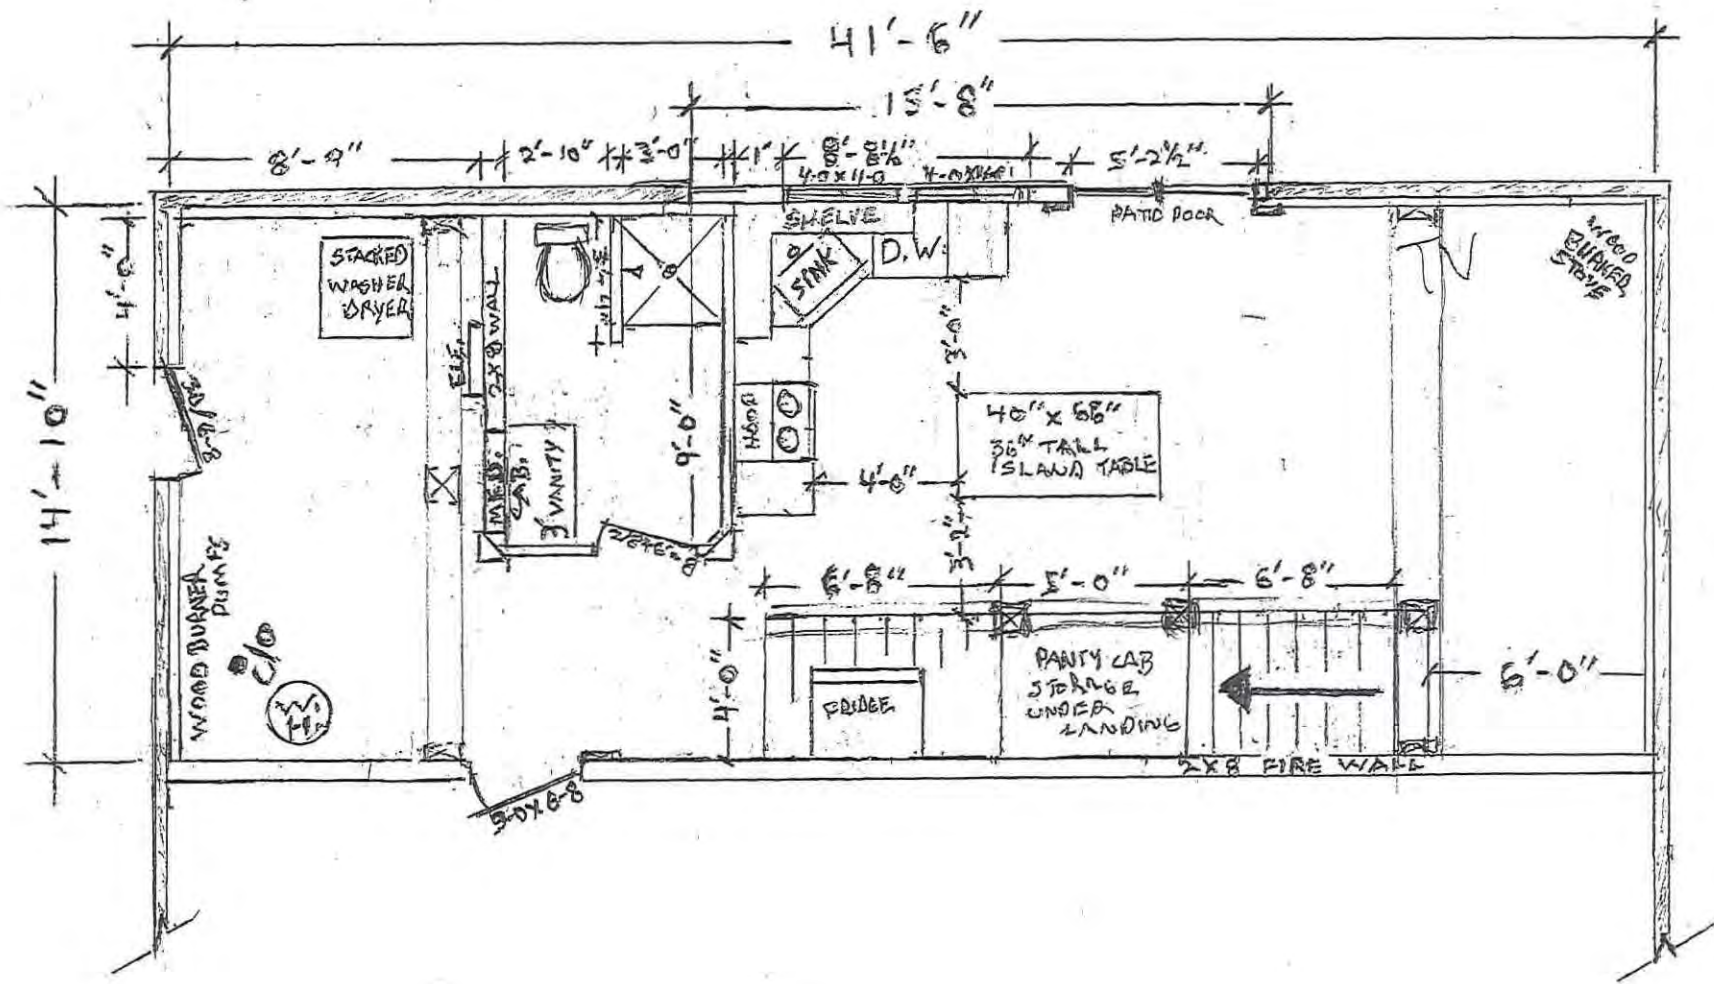 41'-6"
15'-8"
8'-9"
2'-10"
3'-0"
1'
5'-2½"
4-0x4-0
SHELVE
PATIO DOOR
STACKED
WASHER
DRYER
D.W.
SINK
TV
WOOD
BURNER
STOVE
4'-0"
ELE.
2X8 WALL
3'-0"
14'-10"
HOOD
9'-0"
40" x 66"
36" TALL
ISLAND TABLE
MED.
CAB.
3' VANITY
4'-0"
3'-2"
WOOD BURNER
PUMPS
C/O
W.
H.
6'-8"
5'-0"
6'-8"
4'-0"
FRIDGE
PANTY CAB
STORAGE
UNDER
LANDING
6'-0"
2X8 FIRE WALL
3-0X6-8